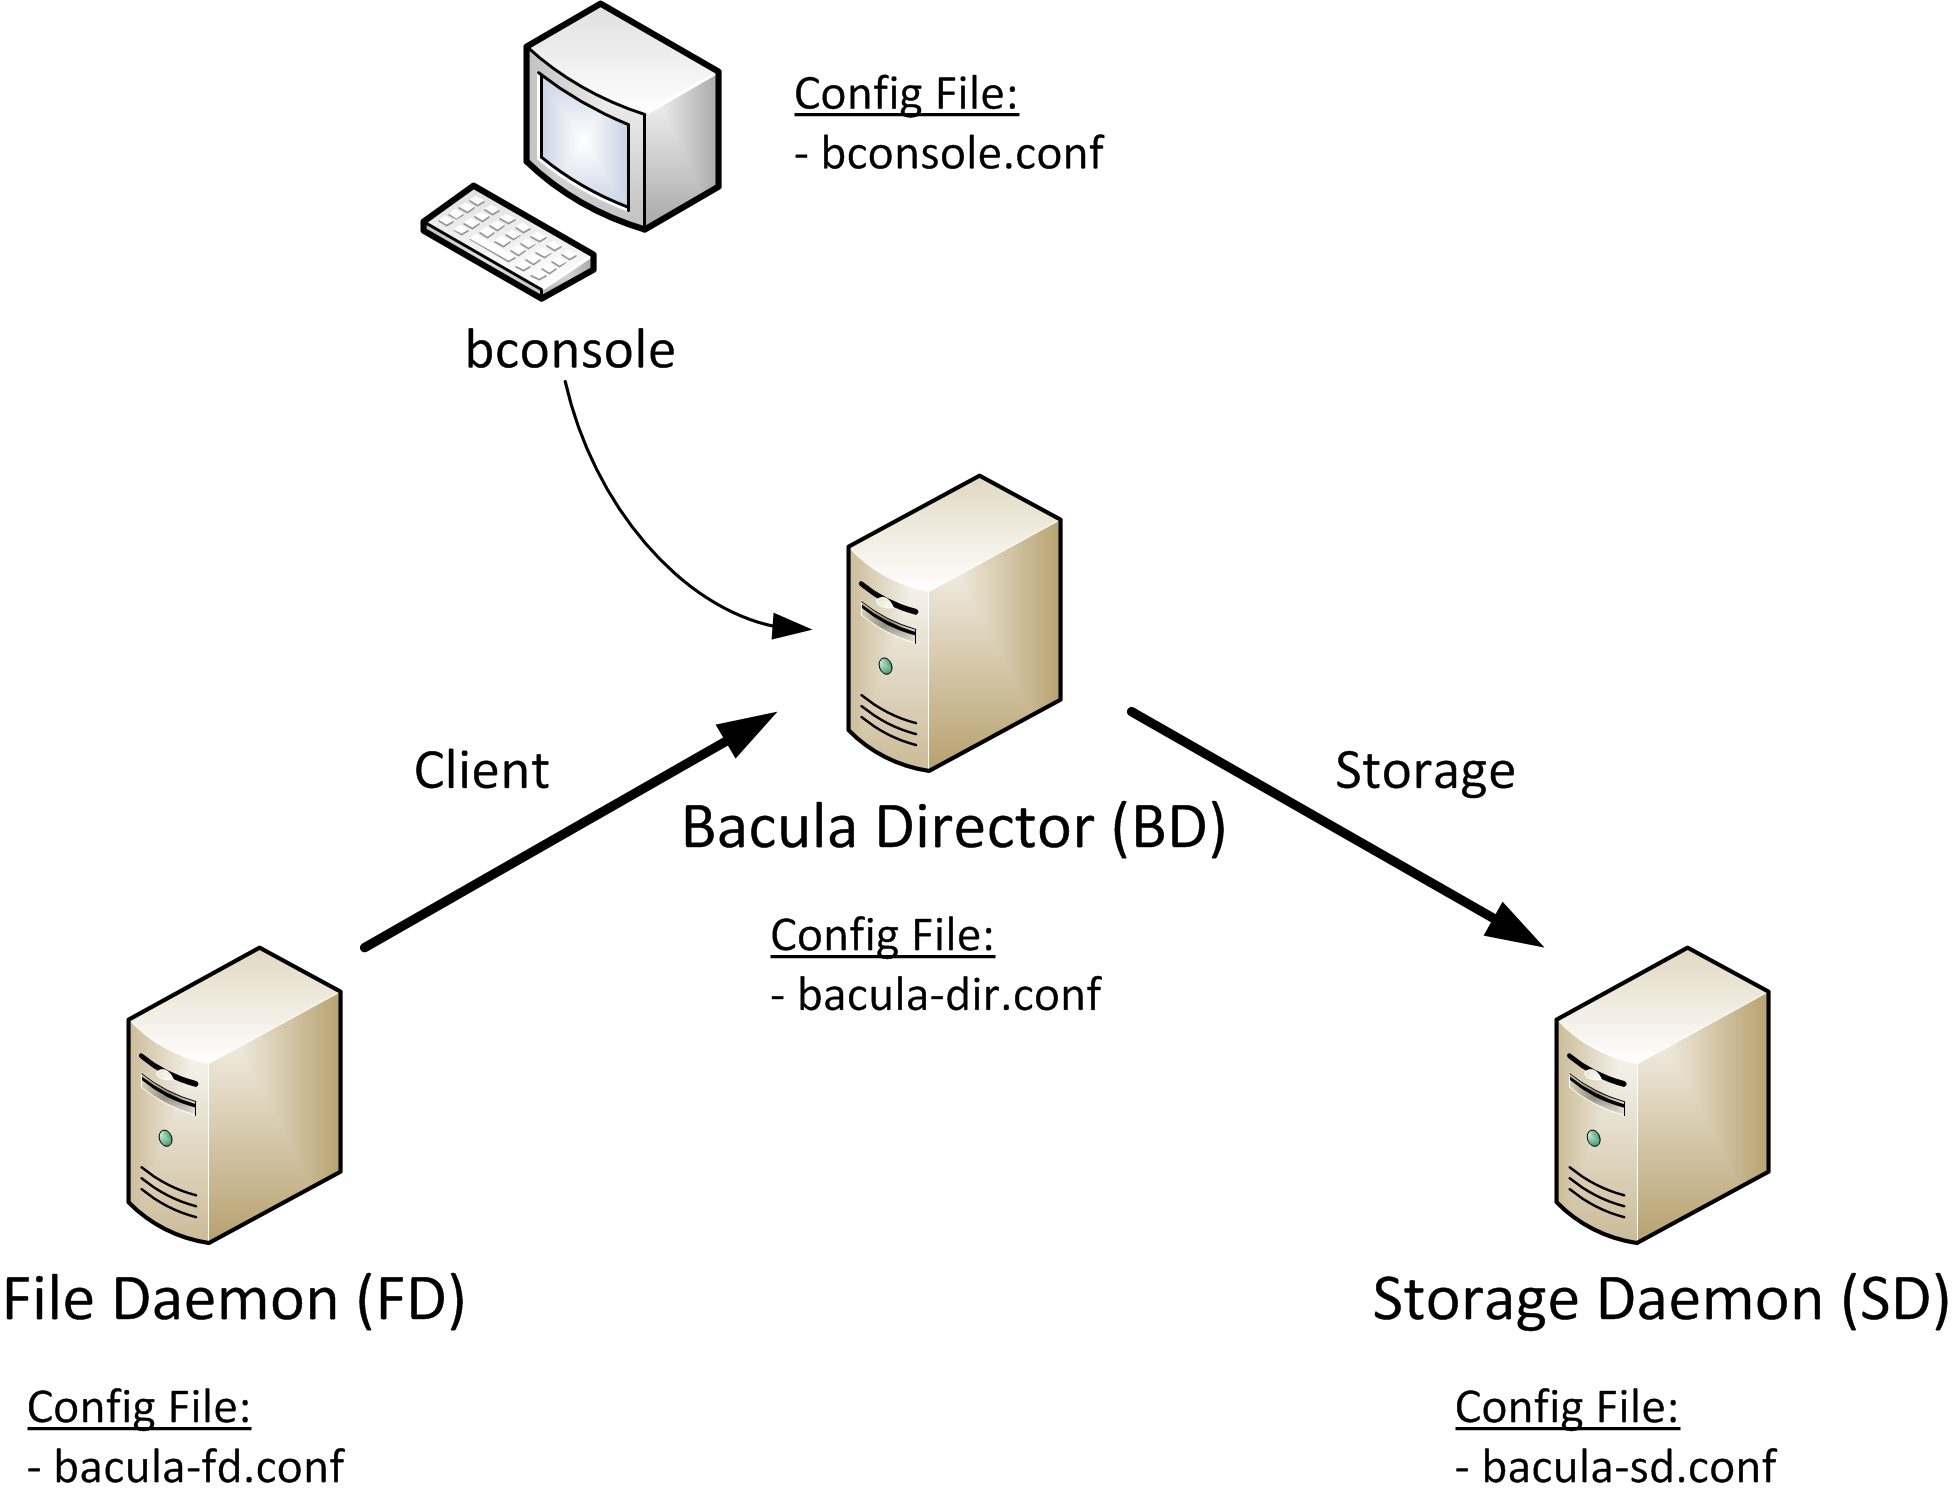 Config File:
- bconsole.conf
bconsole
Client
Storage
Bacula Director (BD)
Config File:
- bacula-dir.conf
File Daemon (FD)
Config File:
- bacula-fd.conf
Storage Daemon (SD)
Config File:
- bacula-sd.conf